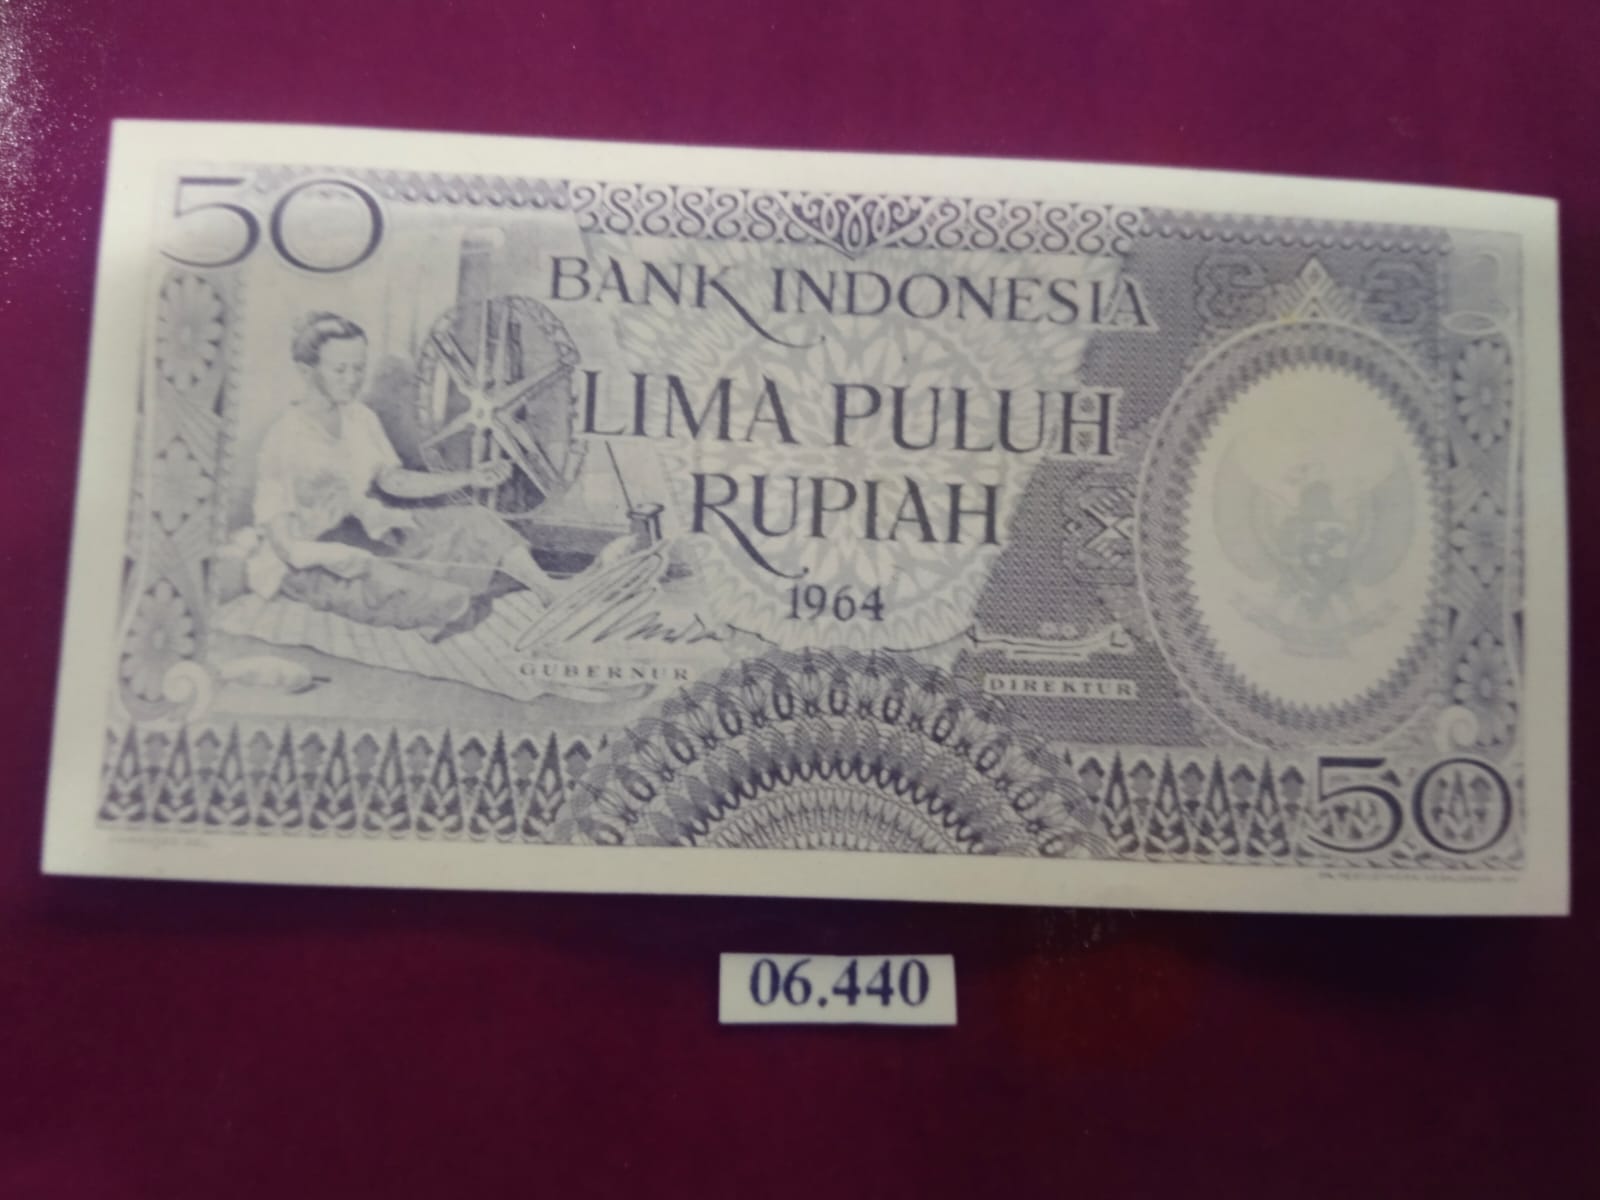 50
BANK INDONESIA
LIMA PULUH
RUPIAH
1964
GUBERNUR
DIREKTUR
50
06.440